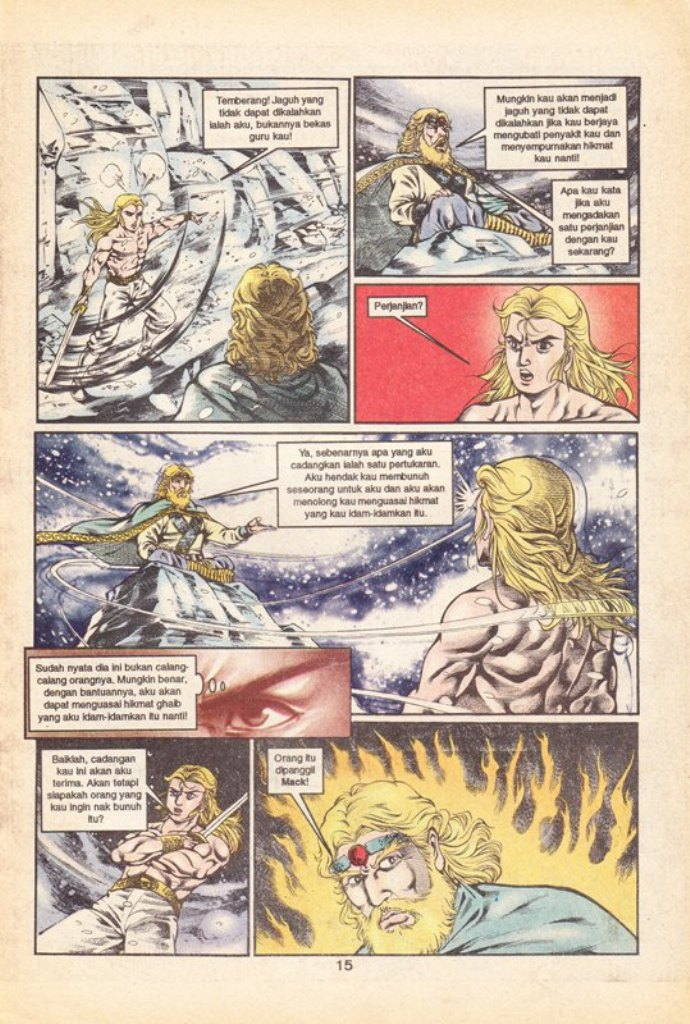 Temberang! Jaguh yang
tidak dapat dikalahkan
ialah aku, bukannya bekas
guru kau!
Mungkin kau akan menjadi
jaguh yang tidak dapat
dikalahkan jika kau berjaya
mengubati penyakit kau dan
menyempurnakan hikmat
kau nanti!
Apa kau kata
jika aku
mengadakan
satu perjanjian
dengan kau
sekarang?
Perjanjian?
Ya, sebenarnya apa yang aku
cadangkan ialah satu pertukaran.
Aku hendak kau membunuh
seseorang untuk aku dan aku akan
menolong kau menguasai hikmat
yang kau idam-idamkan itu.
Sudah nyata dia ini bukan calang-
calang orangnya. Mungkin benar,
dengan bantuannya, aku akan
dapat menguasai hikmat ghaib
yang aku idam-idamkan itu nanti!
Baiklah, cadangan
kau ini akan aku
terima. Akan tetapi
siapakah orang yang
kau ingin nak bunuh
itu?
Orang itu
dipanggil
Mack!
15